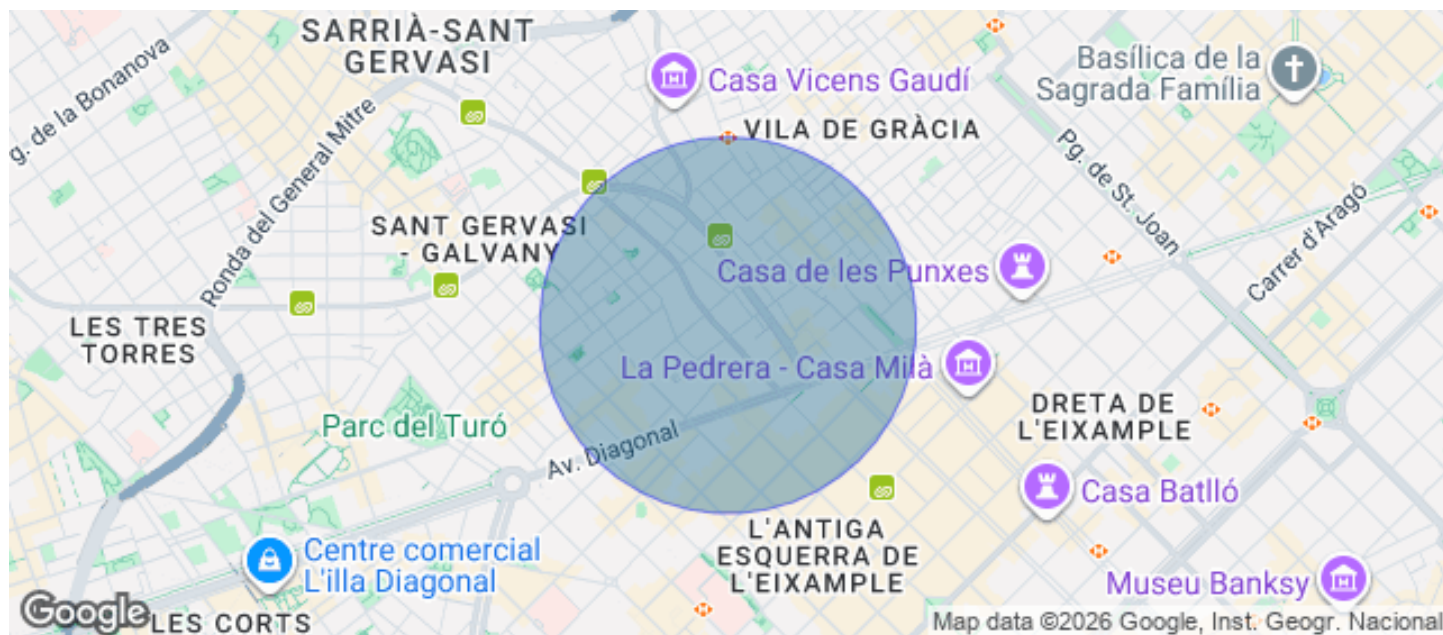 SARRIÀ-SANT
GERVASI
Casa Vicens Gaudí
Basílica de la
Sagrada Família
g. de la Bonanova
Ronda del General Mitre
VILA DE GRÀCIA
Pg. de St. Joan
Carrer d'Aragó
SANT GERVASI
- GALVANY
Casa de les Punxes
LES TRES
TORRES
La Pedrera - Casa Milà
Parc del Turó
Av. Diagonal
DRETA DE
L'EIXAMPLE
Casa Batlló
L'ANTIGA
ESQUERRA DE
L'EIXAMPLE
Centre comercial
L'illa Diagonal
Museu Banksy
Google
LES CORTS
Map data ©2026 Google, Inst. Geogr. Nacional